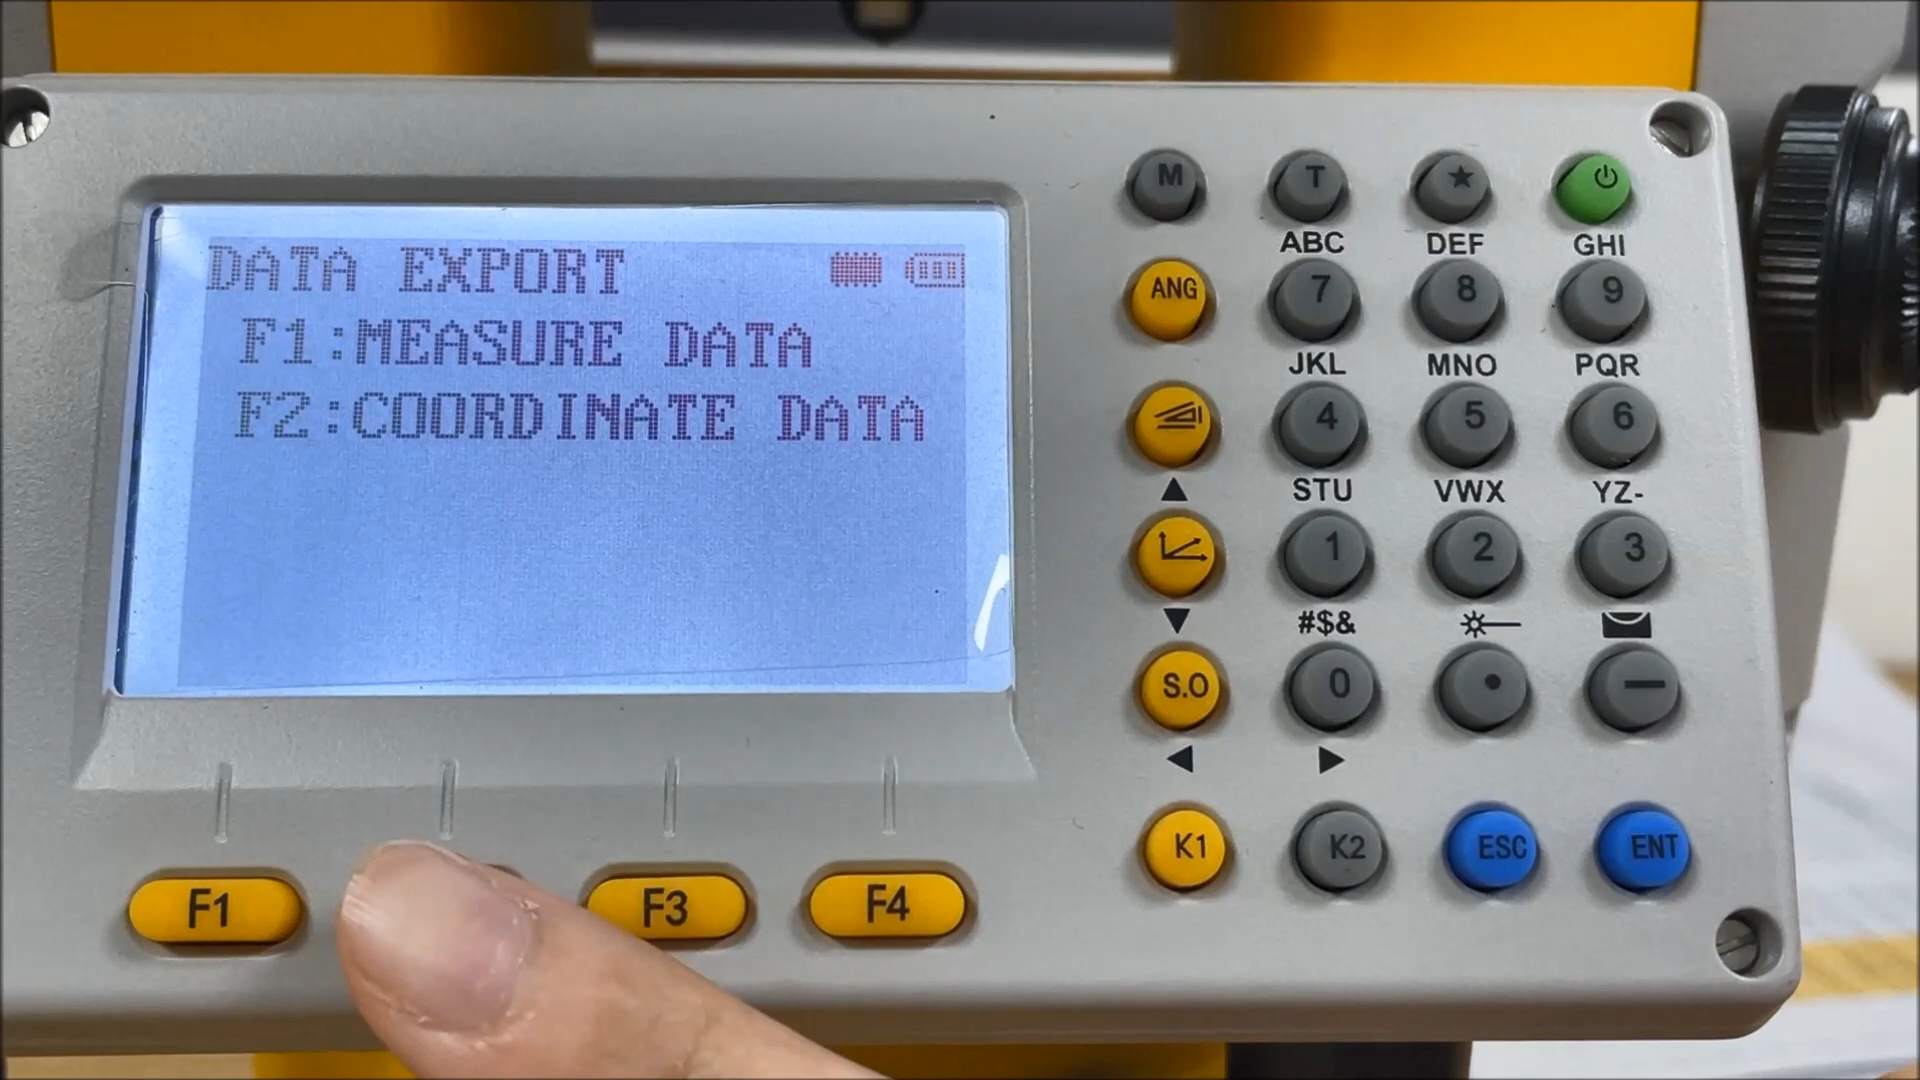 DATA EXPORT
F1:MEASURE DATA
F2:COORDINATE DATA
M T ★
ABC DEF GHI
ANG 7 8 9
JKL MNO PQR
4 5 6
▲ STU VWX YZ-
1 2 3
▼ #$&
S.O 0 • —
◀ ▶
K1 K2 ESC ENT
F1 F3 F4